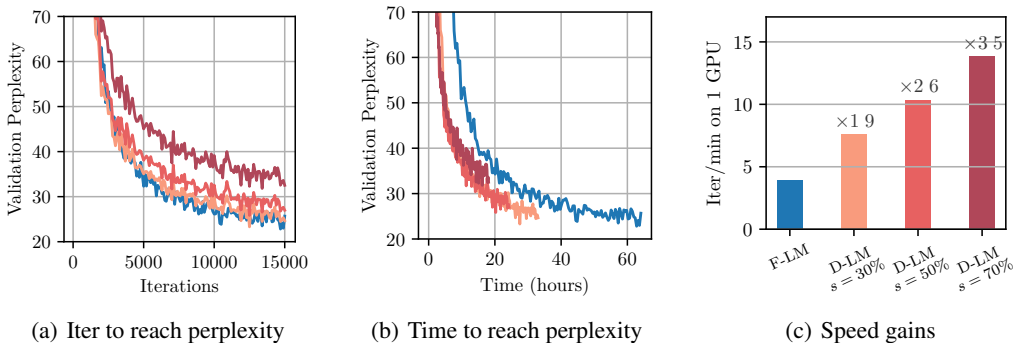 70
60
50
40
30
20
Validation Perplexity
0
5000
10000
15000
Iterations
(a) Iter to reach perplexity
70
60
50
40
30
20
Validation Perplexity
0
20
40
60
Time (hours)
(b) Time to reach perplexity
15
10
5
0
Iter/min on 1 GPU
×1 9
×2 6
×3 5
F-LM
D-LM
s = 30%
D-LM
s = 50%
D-LM
s = 70%
(c) Speed gains